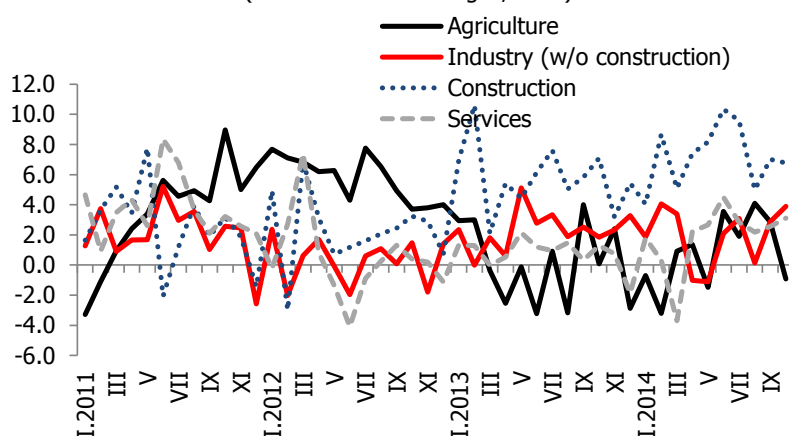 Agriculture
Industry (w/o construction)
Construction
Services
12.0
10.0
8.0
6.0
4.0
2.0
0.0
-2.0
-4.0
-6.0
I.2011
III
V
VII
IX
XI
I.2012
III
V
VII
IX
XI
I.2013
III
V
VII
IX
XI
I.2014
III
V
VII
IX